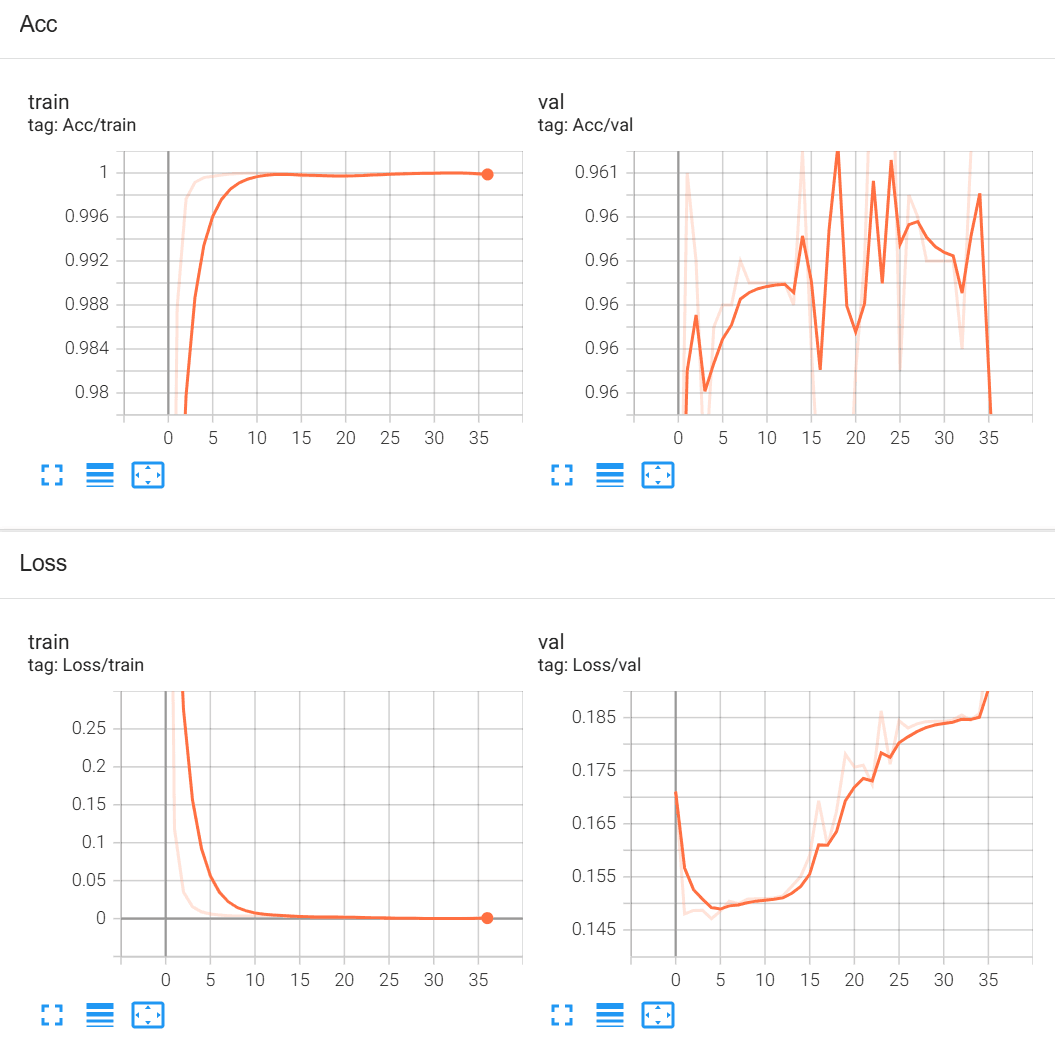 Acc
train
tag: Acc/train
1
0.996
0.992
0.988
0.984
0.98
0 5 10 15 20 25 30 35
val
tag: Acc/val
0.961
0.96
0.96
0.96
0.96
0.96
0 5 10 15 20 25 30 35
Loss
train
tag: Loss/train
0.25
0.2
0.15
0.1
0.05
0
0 5 10 15 20 25 30 35
val
tag: Loss/val
0.185
0.175
0.165
0.155
0.145
0 5 10 15 20 25 30 35